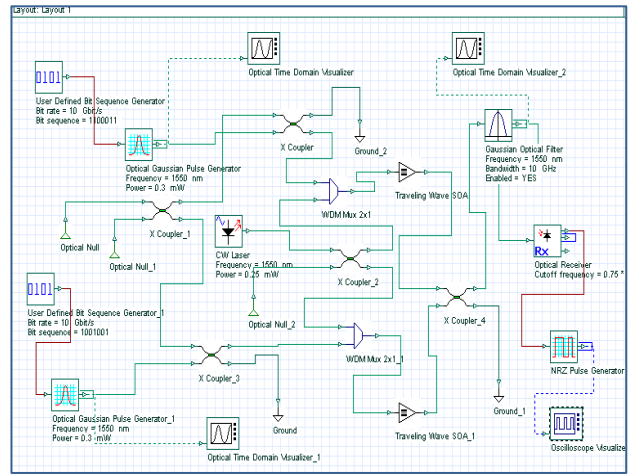 Layout: Layout 1
0101
User Defined Bit Sequence Generator
Bit rate = 10 Gbit/s
Bit sequence = 1100011
Optical Time Domain Visualizer
Optical Time Domain Visualizer_2
Optical Gaussian Pulse Generator
Frequency = 1550 nm
Power = 0.3 mW
X Coupler
Ground_2
Gaussian Optical Filter
Frequency = 1550 nm
Bandwidth = 10 GHz
Enabled = YES
WDM Mux 2x1
Traveling Wave SOA
Optical Null
X Coupler_1
Optical Null_1
CW Laser
Frequency = 1550 nm
Power = 0.25 mW
X Coupler_2
Rx
Optical Receiver
Cutoff frequency = 0.75 *
0101
User Defined Bit Sequence Generator_1
Bit rate = 10 Gbit/s
Bit sequence = 1001001
Optical Null_2
X Coupler_4
WDM Mux 2x1_1
X Coupler_3
NRZ Pulse Generator
Optical Gaussian Pulse Generator_1
Frequency = 1550 nm
Power = 0.3 mW
Ground
Traveling Wave SOA_1
Ground_1
Optical Time Domain Visualizer_1
Oscilloscope Visualizer